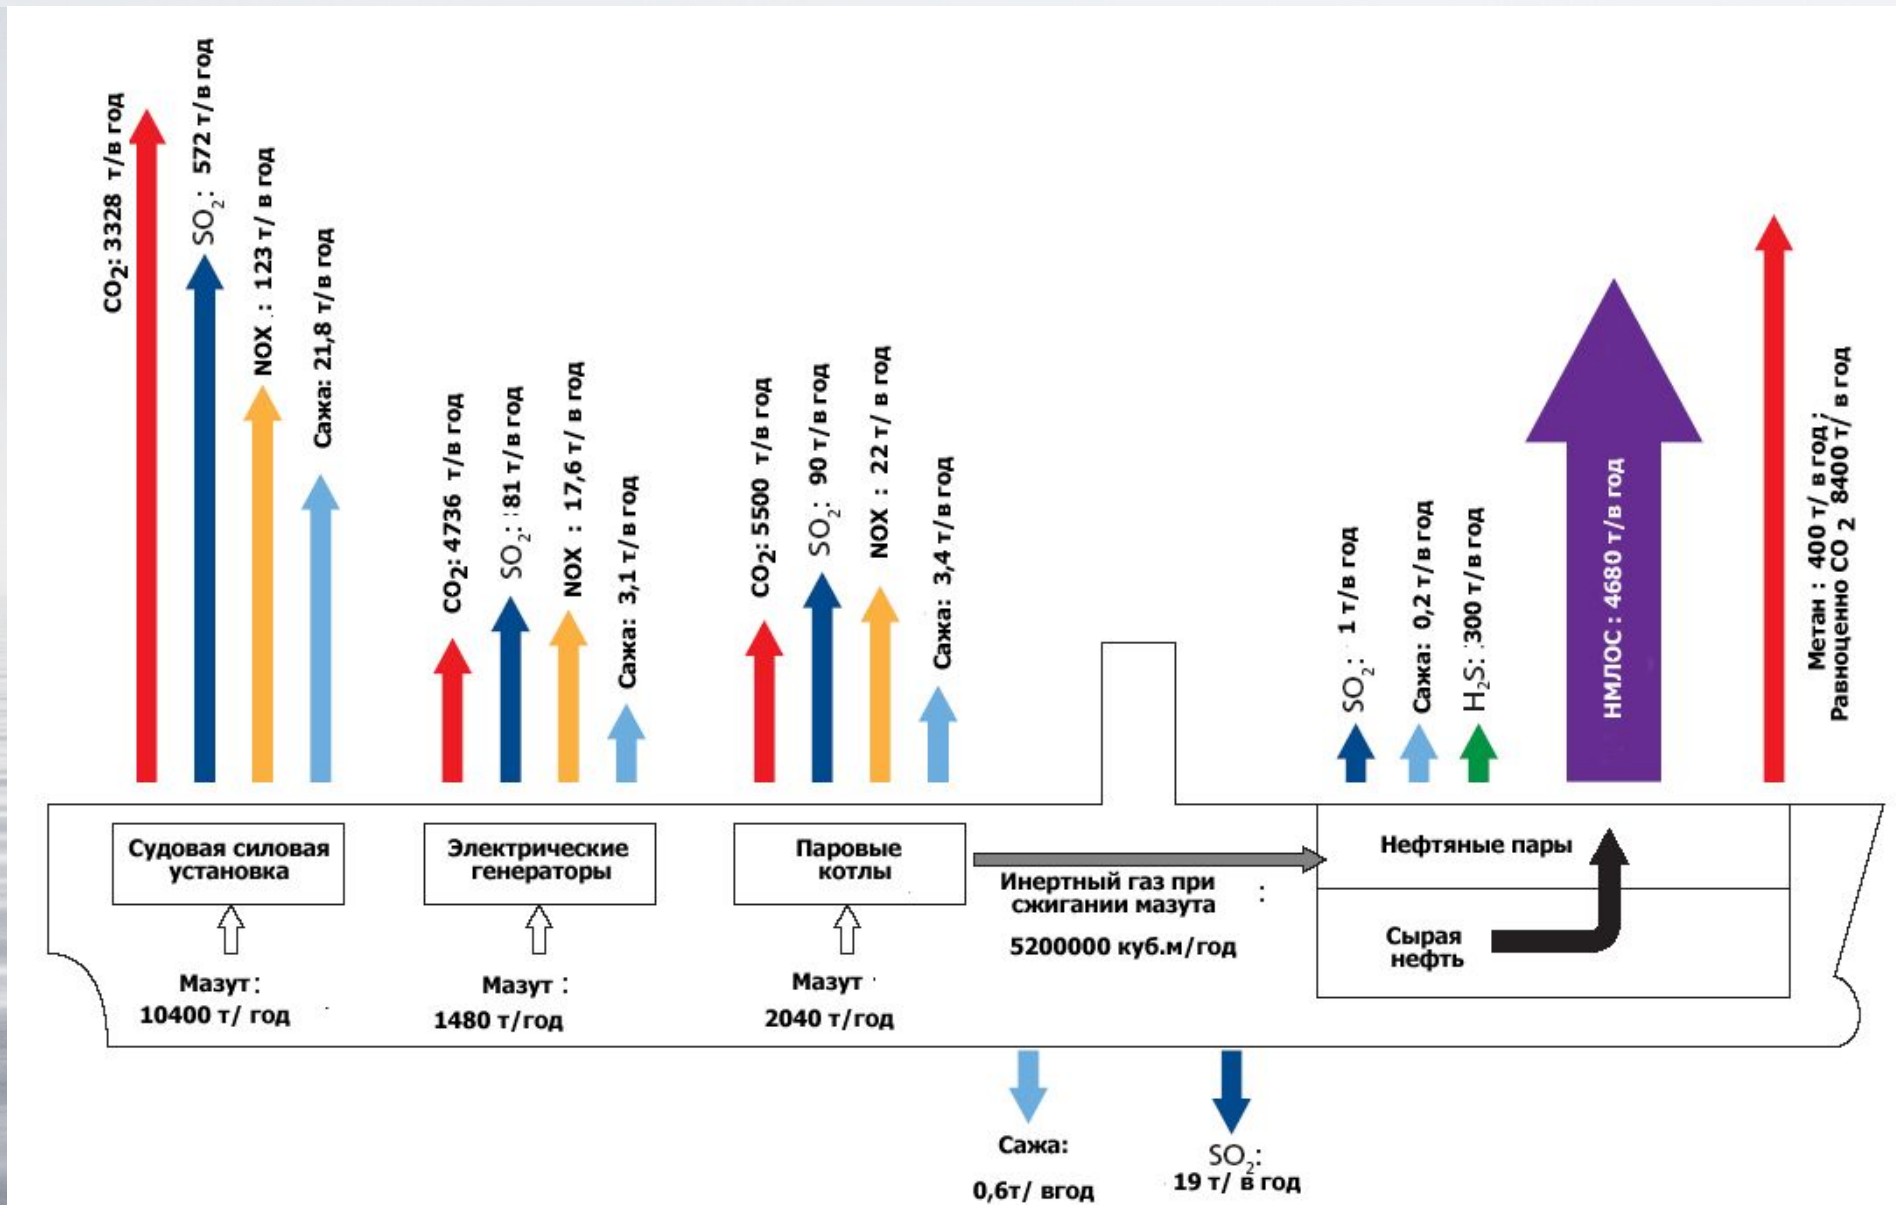 CO2: 3328 т/в год
SO2: 572 т/в год
NOX : 123 т/ в год
Сажа: 21,8 т/в год
CO2: 4736 т/в год
SO2: 81 т/в год
NOX : 17,6 т/ в год
Сажа: 3,1 т/в год
CO2: 5500 т/в год
SO2: 90 т/в год
NOX : 22 т/ в год
Сажа: 3,4 т/в год
SO2: 1 т/в год
Сажа: 0,2 т/в год
H2S: 300 т/в год
НМЛОС : 4680 т/в год
Метан : 400 т/ в год;
Равноценно CO 2 8400 т/ в год
Судовая силовая
установка
Электрические
генераторы
Паровые
котлы
Нефтяные пары
Инертный газ при :
сжигании мазута
5200000 куб.м/год
Сырая
нефть
Мазут:
10400 т/ год
Мазут :
1480 т/год
Мазут
2040 т/год
Сажа:
0,6т/ вгод
SO2:
19 т/ в год